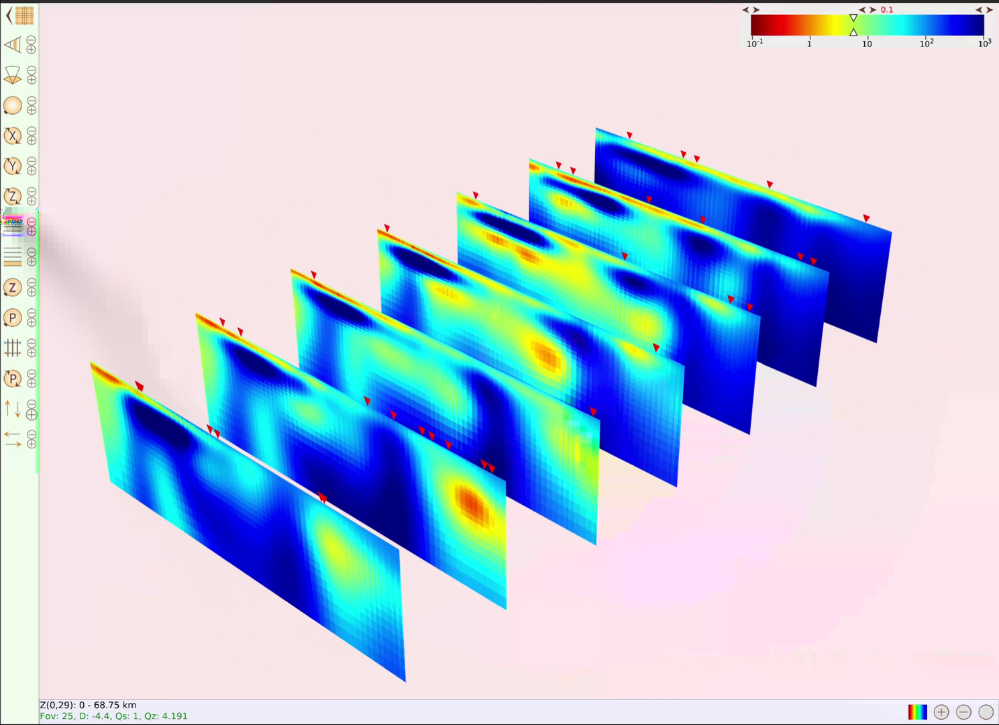 0.1
10-1 1 10 10² 10³
X
Y
Z
Z
P
P
Z(0,29): 0 - 68.75 km
Fov: 25, D: -4.4, Qs: 1, Qz: 4.191